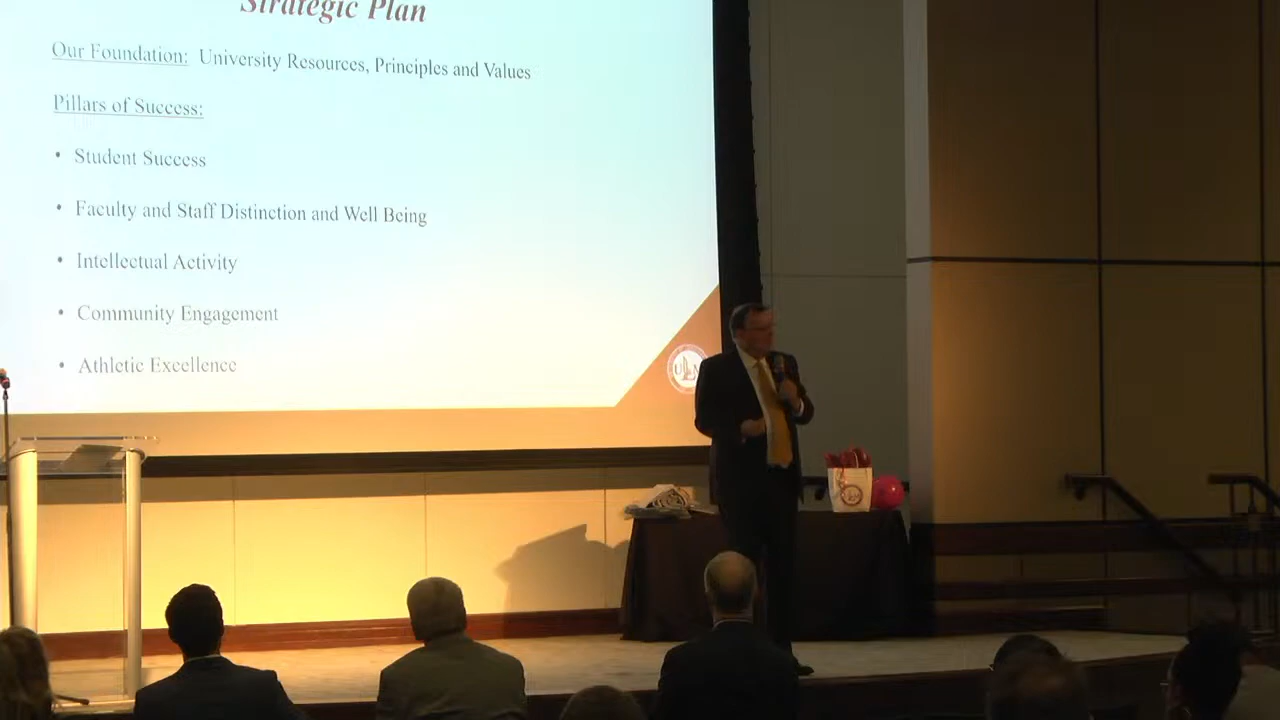 Strategic Plan
Our Foundation: University Resources, Principles and Values
Pillars of Success:
• Student Success
• Faculty and Staff Distinction and Well Being
• Intellectual Activity
• Community Engagement
• Athletic Excellence